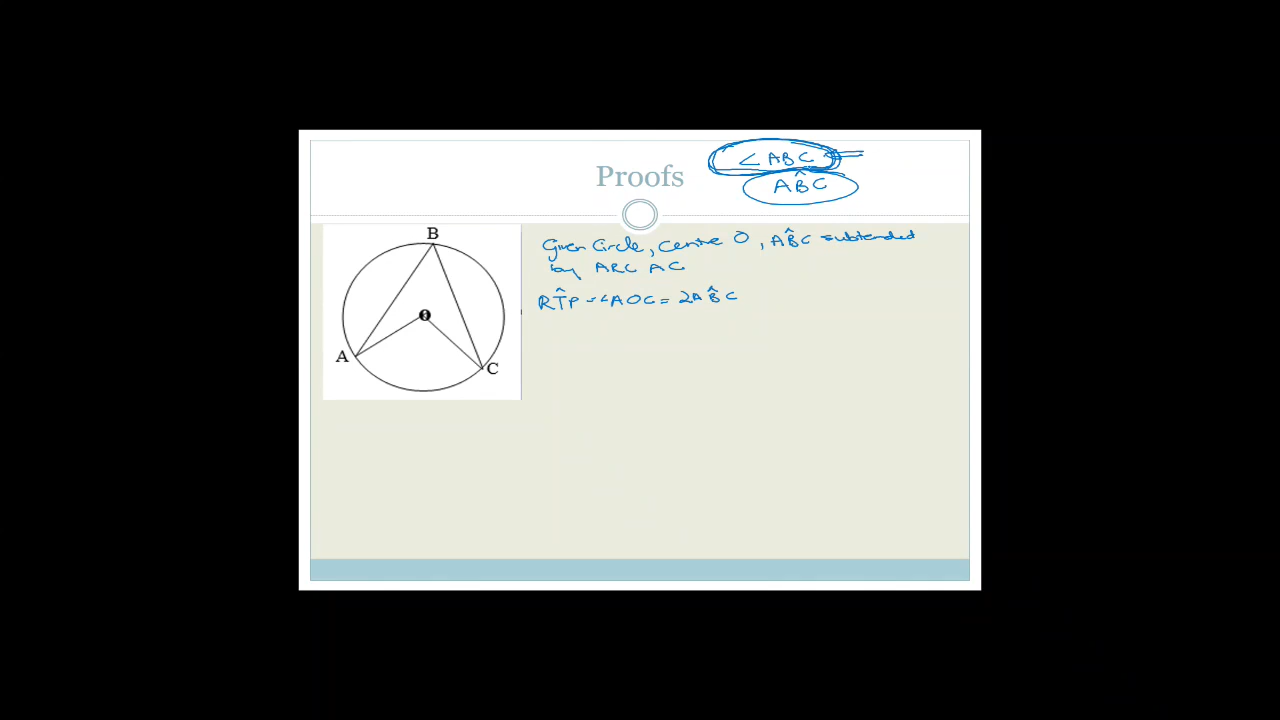 ∠ABC =
Proofs
AB̂C
B
Given Circle, Centre O, AB̂C subtended
by ARC AC
RTP - ∠AOC = 2AB̂C
O
A
C